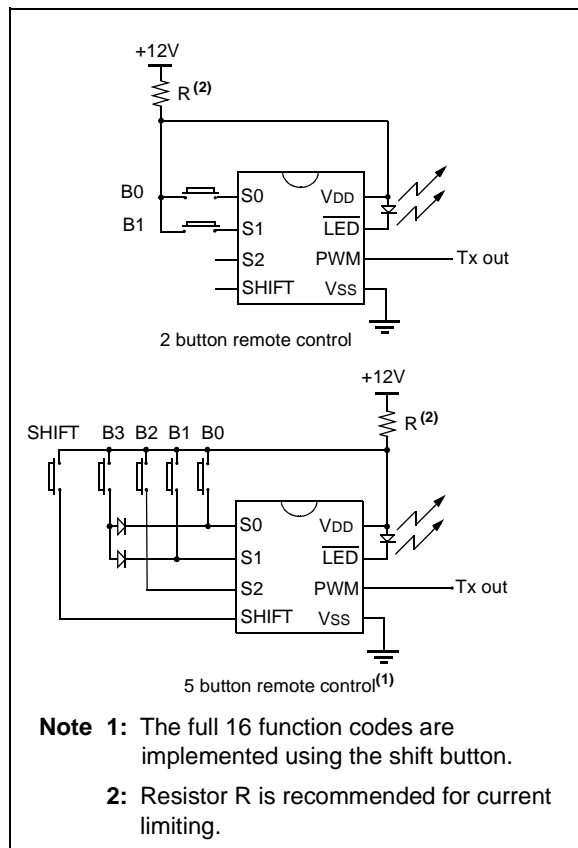 +12V
R(2)
B0
S0
VDD
B1
S1
LED
S2
PWM
Tx out
SHIFT
VSS
2 button remote control
+12V
R(2)
SHIFT B3 B2 B1 B0
S0
VDD
S1
LED
S2
PWM
Tx out
SHIFT
VSS
5 button remote control(1)
Note 1: The full 16 function codes are
implemented using the shift button.
2: Resistor R is recommended for current
limiting.